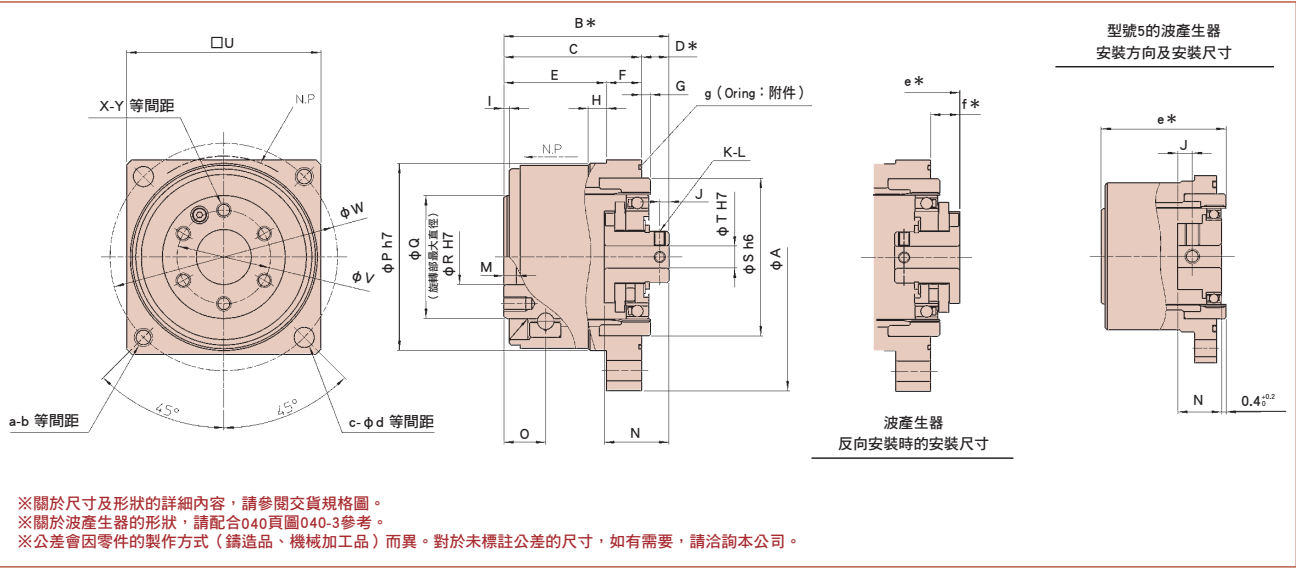 □U
X-Y 等間距
N.P
φW
φV
45°
45°
a-b 等間距
c-φd 等間距
B*
C
D*
E
F
G
I
H
g（Oring：附件）
N.P
K-L
J
φP h7
φQ
（旋轉部最大直徑）
φR H7
M
φT H7
φS h6
φA
O
N
e*
f*
波產生器
反向安裝時的安裝尺寸
型號5的波產生器
安裝方向及安裝尺寸
e*
J
N
0.4 +0.2 0
※關於尺寸及形狀的詳細內容，請參閱交貨規格圖。
※關於波產生器的形狀，請配合040頁圖040-3參考。
※公差會因零件的製作方式（鑄造品、機械加工品）而異。對於未標註公差的尺寸，如有需要，請洽詢本公司。